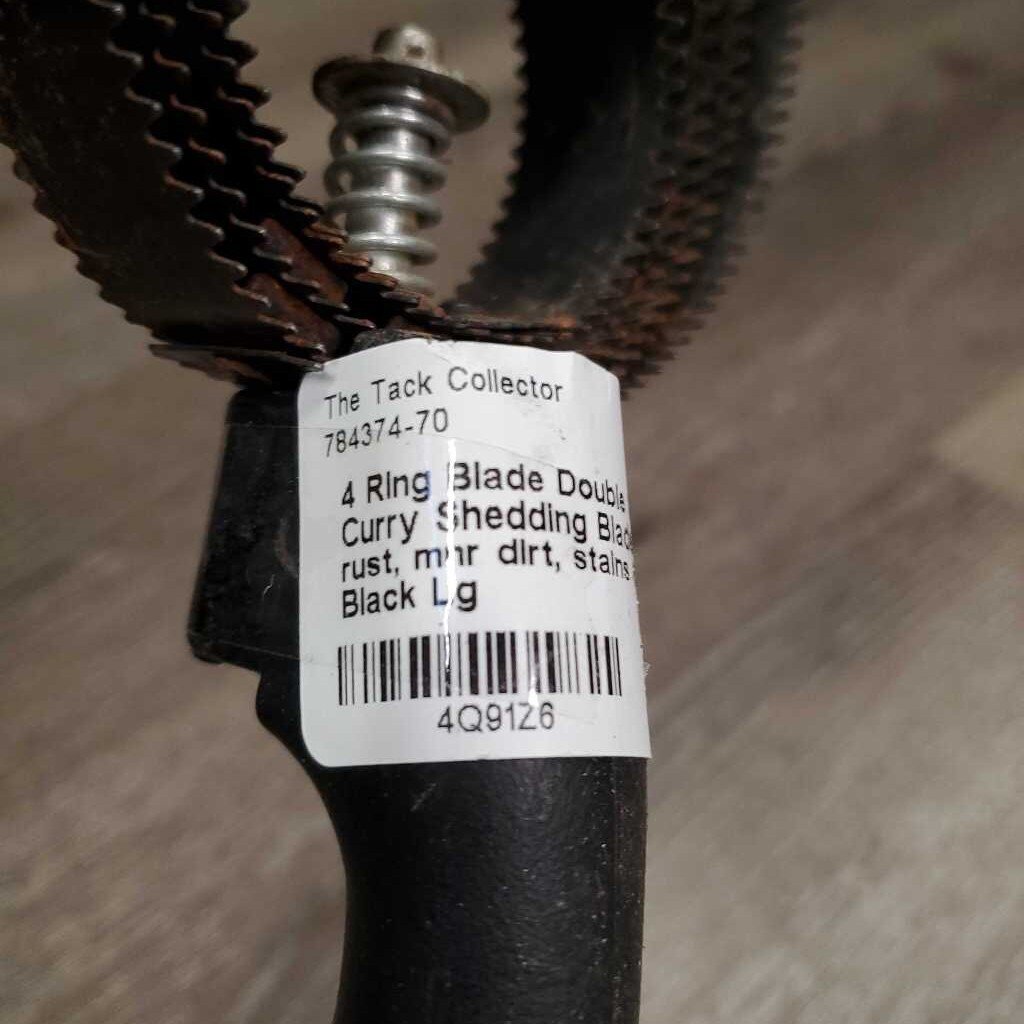 The Tack Collector
784374-70
4 Ring Blade Double
Curry Shedding
rust, mnr dirt, stains
Black Lg
4Q91Z6